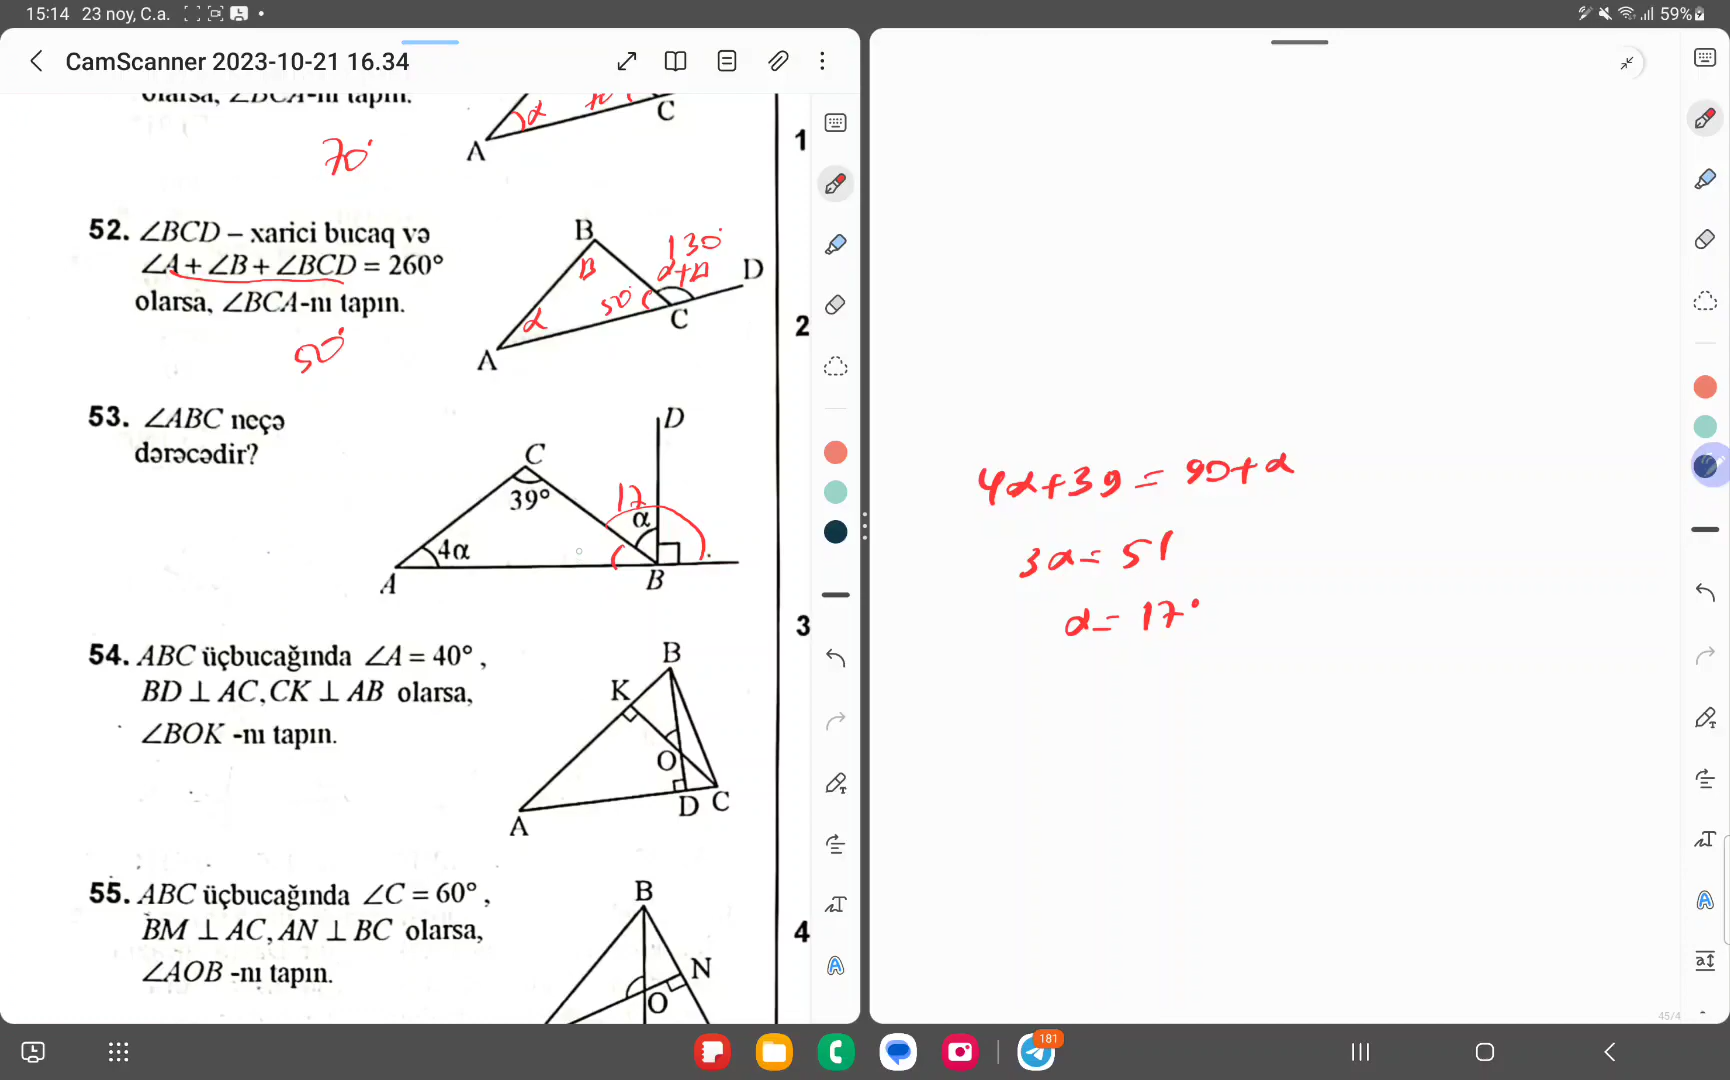 15:14 23 noy, C.a.
59%
CamScanner 2023-10-21 16.34
olarsa, ∠BCA-nı tapın.
70°
A
α
C
1
52. ∠BCD – xarici bucaq və
∠A + ∠B + ∠BCD = 260°
olarsa, ∠BCA-nı tapın.
50°
B
130°
D
50°
α
C
A
2
53. ∠ABC neçə
dərəcədir?
D
C
39°
17
α
4α
A
B
4α+39=90+α
3α=51
α=17°
3
54. ABC üçbucağında ∠A = 40°,
BD ⊥ AC, CK ⊥ AB olarsa,
∠BOK -nı tapın.
B
K
O
D C
A
55. ABC üçbucağında ∠C = 60°,
BM ⊥ AC, AN ⊥ BC olarsa,
∠AOB -nı tapın.
B
N
O
4
45/4
181